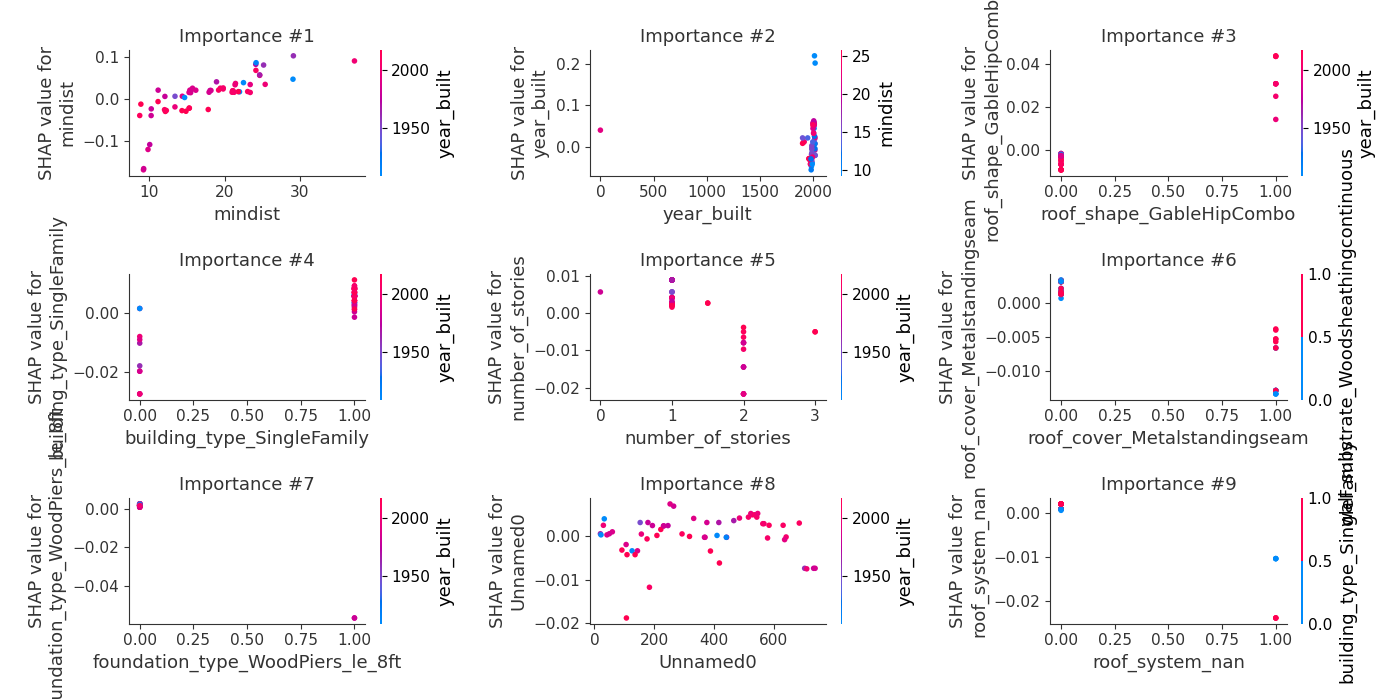 Importance #1
SHAP value for
mindist
0.1
0.0
−0.1
10
20
30
mindist
2000
1950
year_built
Importance #2
SHAP value for
year_built
0.2
0.1
0.0
0
500
1000
1500
2000
year_built
25
20
15
10
mindist
Importance #3
SHAP value for
roof_shape_GableHipCombo
0.04
0.02
0.00
0.00
0.25
0.50
0.75
1.00
roof_shape_GableHipCombo
2000
1950
year_built
Importance #4
SHAP value for
building_type_SingleFamily
0.00
−0.02
0.00
0.25
0.50
0.75
1.00
building_type_SingleFamily
2000
1950
year_built
Importance #5
SHAP value for
number_of_stories
0.01
0.00
−0.01
−0.02
0
1
2
3
number_of_stories
2000
1950
year_built
Importance #6
SHAP value for
roof_cover_Metalstandingseam
0.000
−0.005
−0.010
0.00
0.25
0.50
0.75
1.00
roof_cover_Metalstandingseam
1.0
0.5
0.0
Importance #7
SHAP value for
undation_type_WoodPiers_le_8ft
0.00
−0.02
−0.04
0.00
0.25
0.50
0.75
1.00
foundation_type_WoodPiers_le_8ft
2000
1950
year_built
Importance #8
SHAP value for
Unnamed0
0.00
−0.01
−0.02
0
200
400
600
Unnamed0
2000
1950
year_built
Importance #9
SHAP value for
roof_system_nan
0.00
−0.01
−0.02
0.00
0.25
0.50
0.75
1.00
roof_system_nan
1.0
0.5
0.0